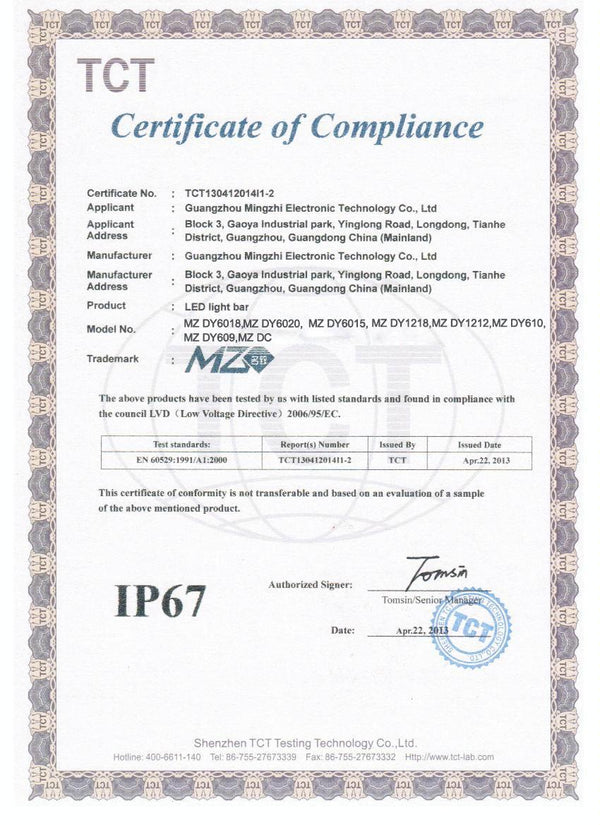 TCT
Certificate of Compliance
Certificate No. : TCT130412014I1-2
Applicant : Guangzhou Mingzhi Electronic Technology Co., Ltd
Applicant Address : Block 3, Gaoya Industrial park, Yinglong Road, Longdong, Tianhe
District, Guangzhou, Guangdong China (Mainland)
Manufacturer : Guangzhou Mingzhi Electronic Technology Co., Ltd
Manufacturer Address : Block 3, Gaoya Industrial park, Yinglong Road, Longdong, Tianhe
District, Guangzhou, Guangdong China (Mainland)
Product : LED light bar
Model No. : MZ DY6018,MZ DY6020, MZ DY6015, MZ DY1218,MZ DY1212,MZ DY610,
MZ DY609,MZ DC
Trademark : MZ
The above products have been tested by us with listed standards and found in compliance with
the council LVD（Low Voltage Directive）2006/95/EC.
Test standards: Report(s) Number Issued By Issued Date
EN 60529:1991/A1:2000 TCT130412014I1-2 TCT Apr.22, 2013
This certificate of conformity is not transferable and based on an evaluation of a sample
of the above mentioned product.
IP67
Authorized Signer: Tomsin
Tomsin/Senior Manager
Date: Apr.22, 2013
TCT
Shenzhen TCT Testing Technology Co.,Ltd.
Hotline: 400-6611-140 Tel: 86-755-27673339 Fax: 86-755-27673332 Http://www.tct-lab.com